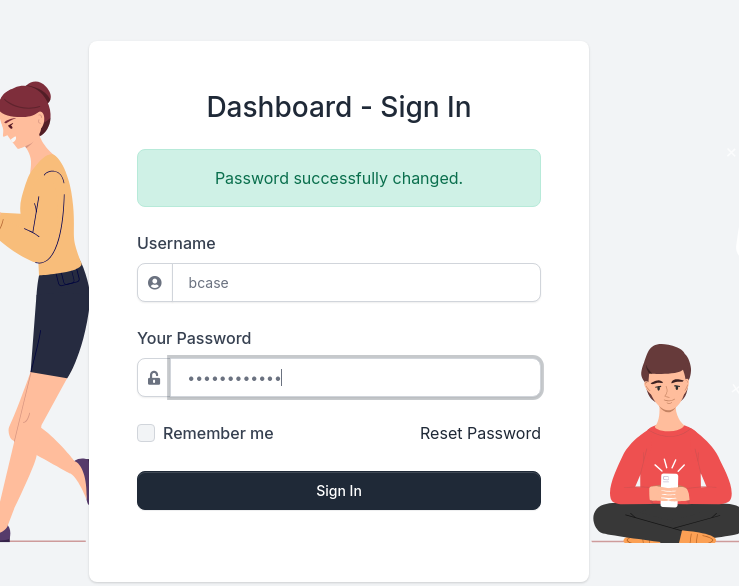 Dashboard - Sign In
Password successfully changed.
Username
bcase
Your Password
••••••••••••
Remember me
Reset Password
Sign In